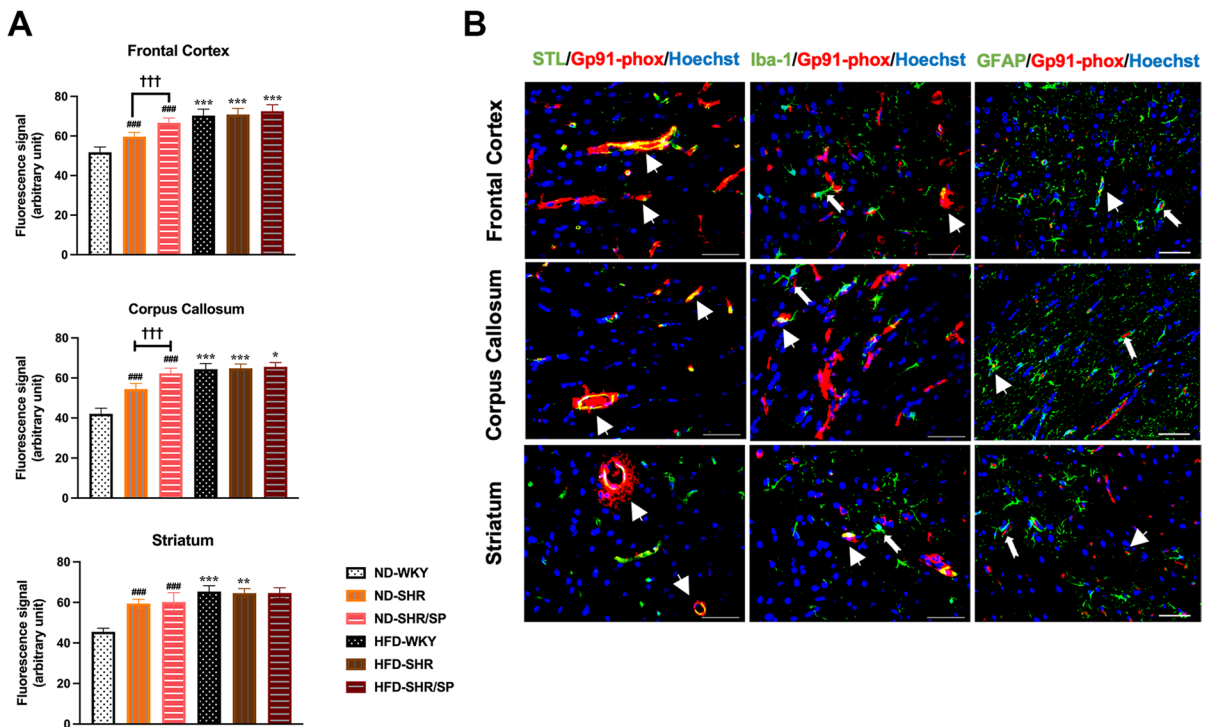 A
Frontal Cortex
Fluorescence signal
(arbitrary unit)
80
60
40
20
0
###
†††
###
***
***
***
Corpus Callosum
Fluorescence signal
(arbitrary unit)
80
60
40
20
0
###
†††
###
***
***
*
Striatum
Fluorescence signal
(arbitrary unit)
80
60
40
20
0
###
###
***
**
ND-WKY
ND-SHR
ND-SHR/SP
HFD-WKY
HFD-SHR
HFD-SHR/SP
B
STL/Gp91-phox/Hoechst
Iba-1/Gp91-phox/Hoechst
GFAP/Gp91-phox/Hoechst
Frontal Cortex
Corpus Callosum
Striatum